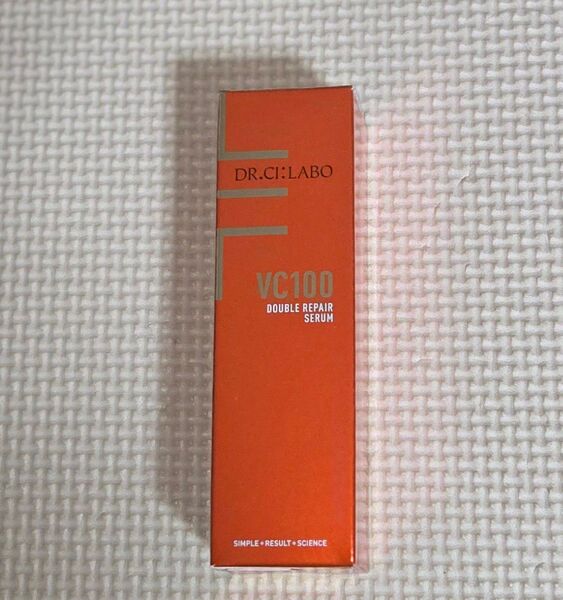 DR.CI:LABO
VC100
DOUBLE REPAIR
SERUM
SIMPLE+RESULT+SCIENCE